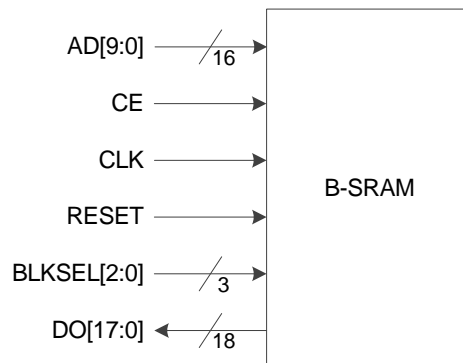 AD[9:0]
16
CE
CLK
B-SRAM
RESET
BLKSEL[2:0]
3
DO[17:0]
18